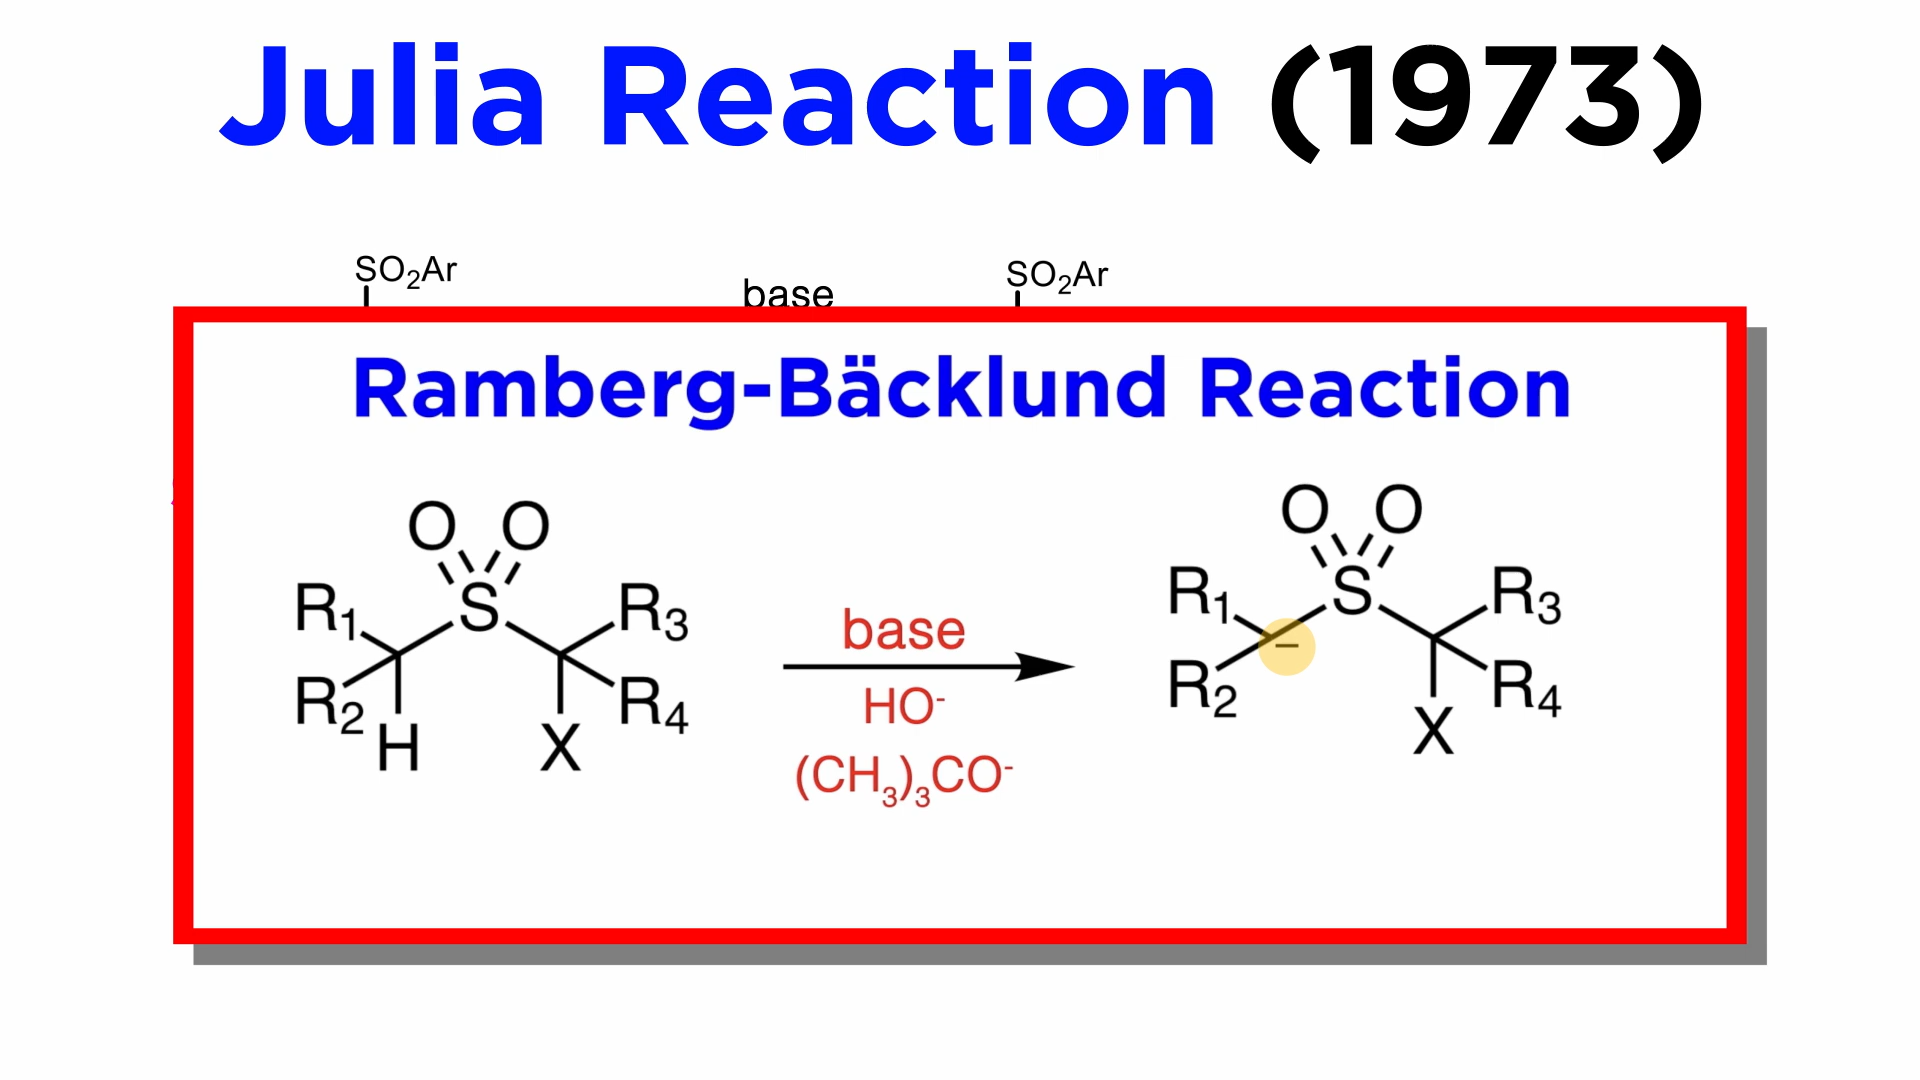 Julia Reaction (1973)
SO₂Ar base SO₂Ar
Ramberg-Bäcklund Reaction
O O O O
R₁ S R₃ base R₁ S R₃
R₂ H X R₄ HO⁻ R₂ − X R₄
(CH₃)₃CO⁻